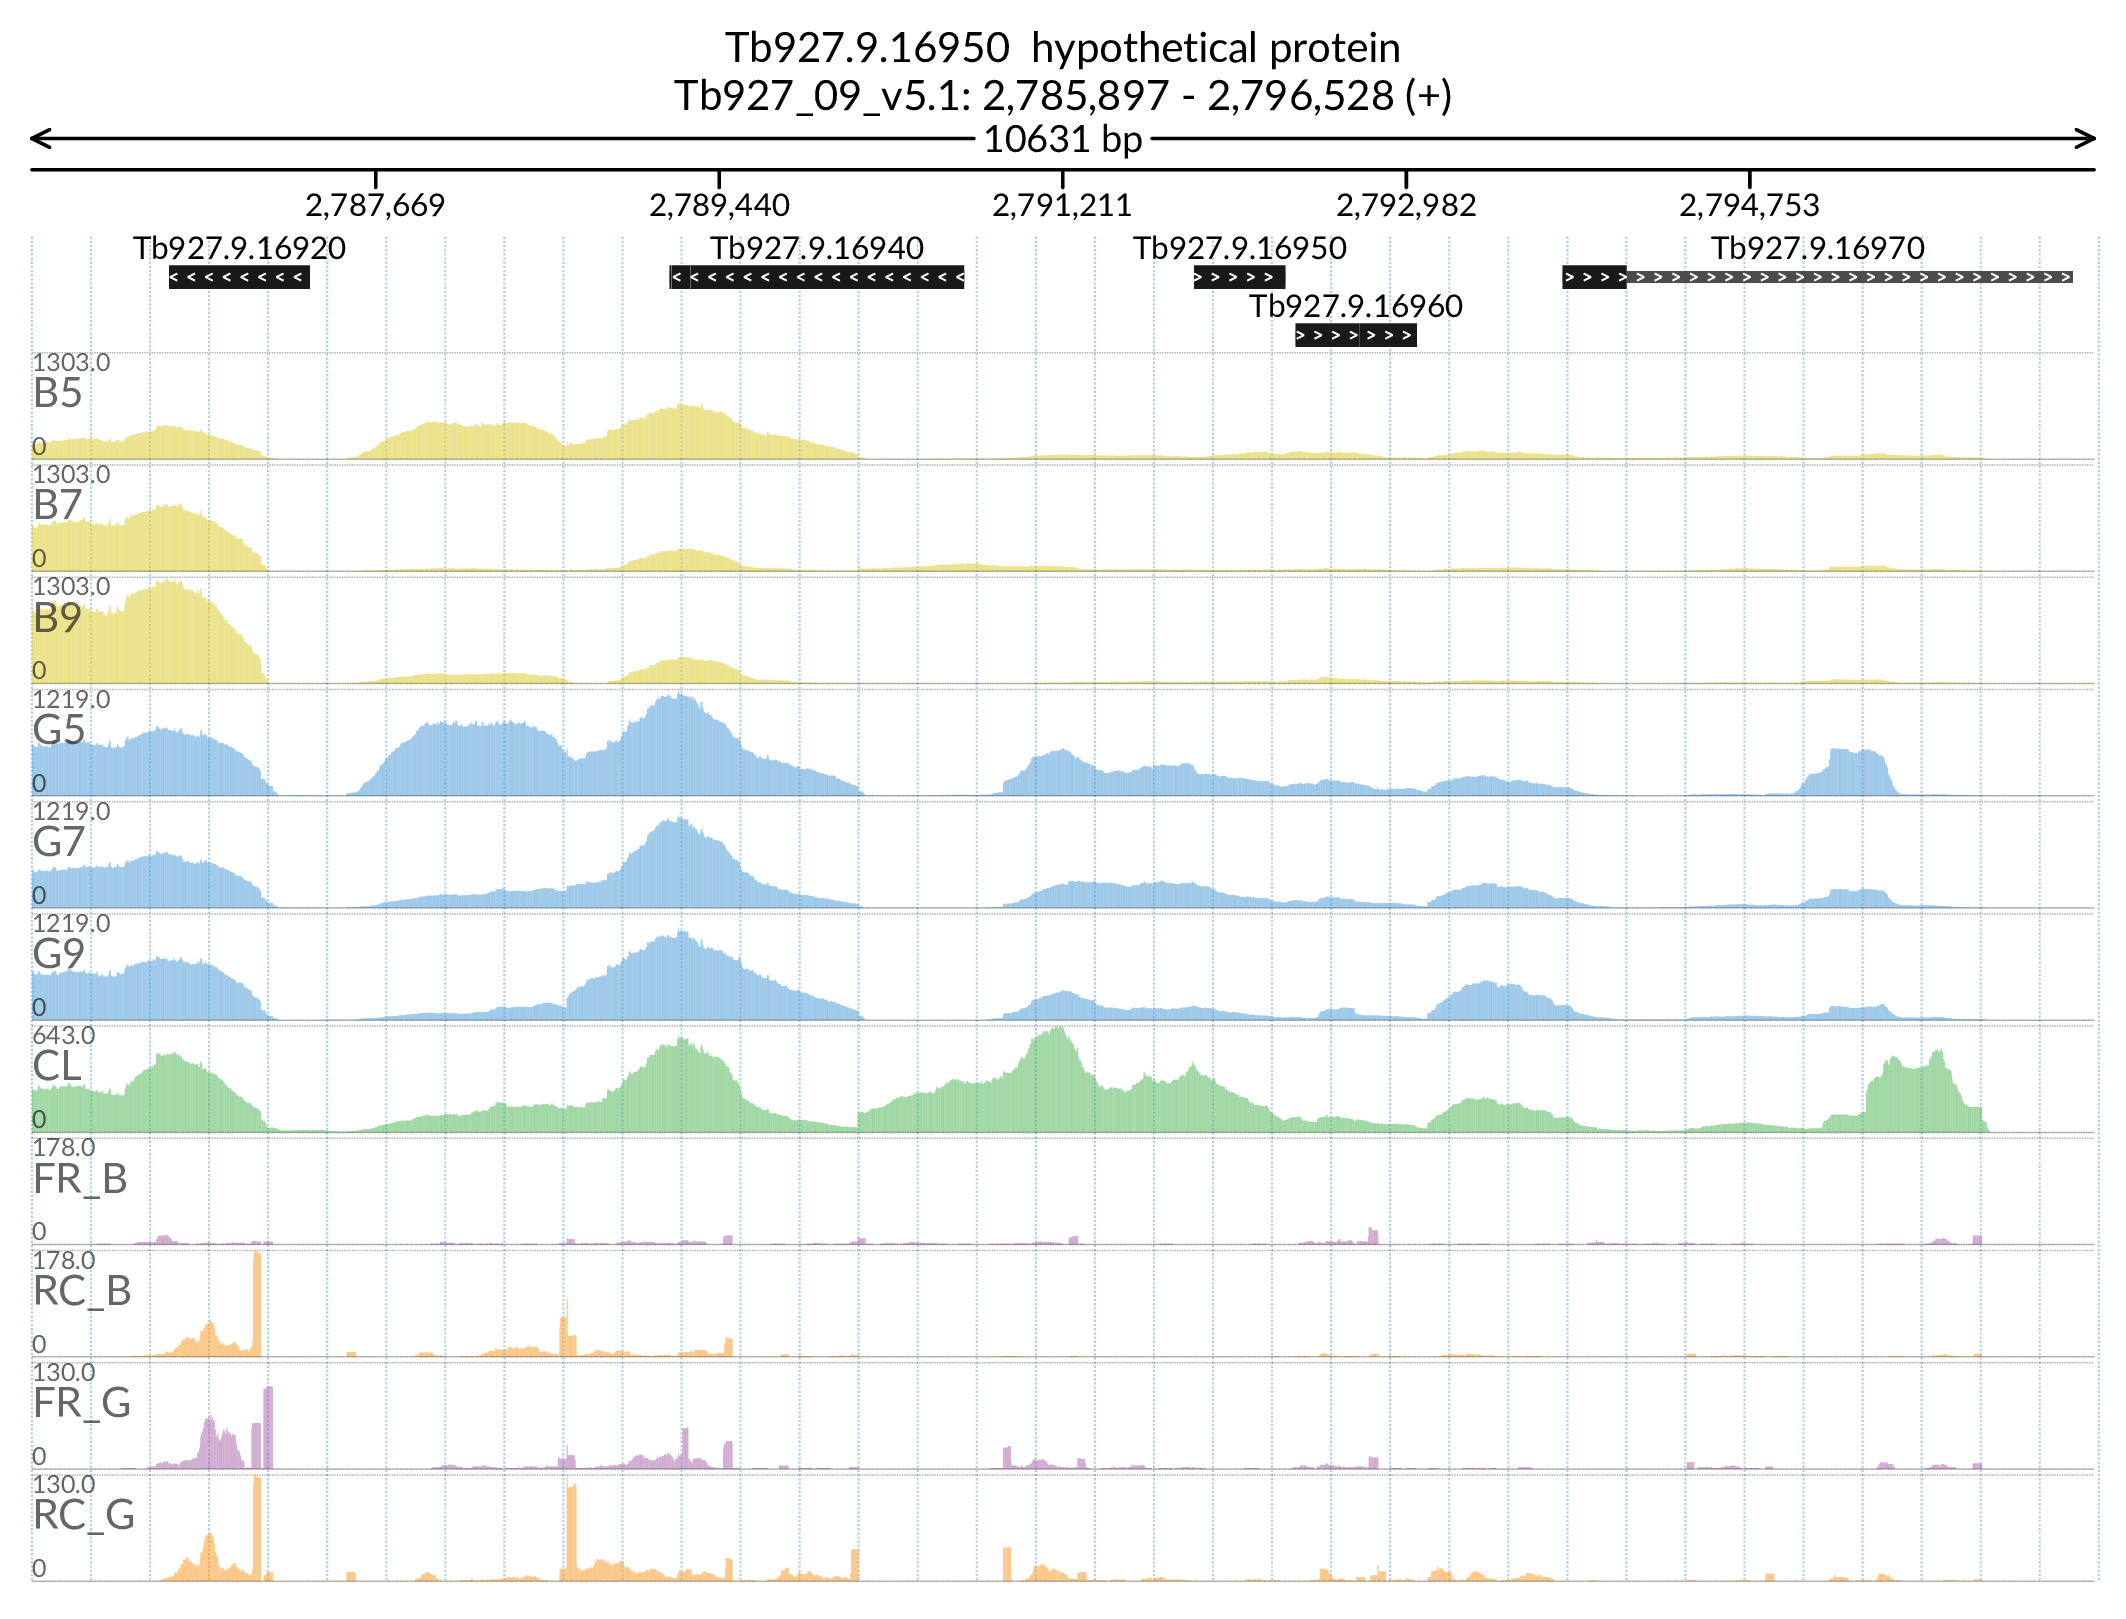 Tb927.9.16950  hypothetical protein
Tb927_09_v5.1: 2,785,897 - 2,796,528 (+)
10631 bp
2,787,669 2,789,440 2,791,211 2,792,982 2,794,753
Tb927.9.16920 Tb927.9.16940 Tb927.9.16950 Tb927.9.16970
Tb927.9.16960
1303.0
B5
0
1303.0
B7
0
1303.0
B9
0
1219.0
G5
0
1219.0
G7
0
1219.0
G9
0
643.0
CL
0
178.0
FR_B
0
178.0
RC_B
0
130.0
FR_G
0
130.0
RC_G
0